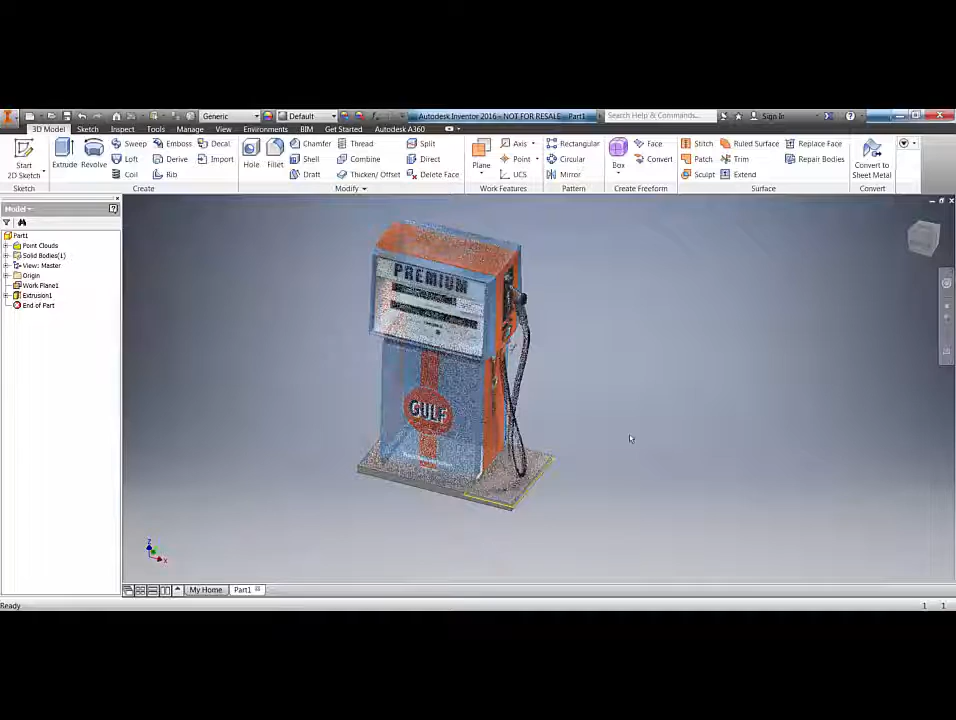 Generic Default Autodesk Inventor 2016 - NOT FOR RESALE Part1 Search Help & Commands... Sign In
3D Model Sketch Inspect Tools Manage View Environments BIM Get Started Autodesk A360
Start 2D Sketch
Extrude Revolve
Sweep Emboss Decal
Loft Derive Import
Coil Rib
Hole Fillet
Chamfer Thread Split
Shell Combine Direct
Draft Thicken/ Offset Delete Face
Plane
Axis
Point
UCS
Rectangular
Circular
Mirror
Box
Face
Convert
Stitch Ruled Surface Replace Face
Patch Trim Repair Bodies
Sculpt Extend
Convert to Sheet Metal
Sketch Create Modify Work Features Pattern Create Freeform Surface Convert
Model
Part1
Point Clouds
Solid Bodies(1)
View: Master
Origin
Work Plane1
Extrusion1
End of Part
PREMIUM
GULF
Z
X
My Home Part1
Ready 1 1